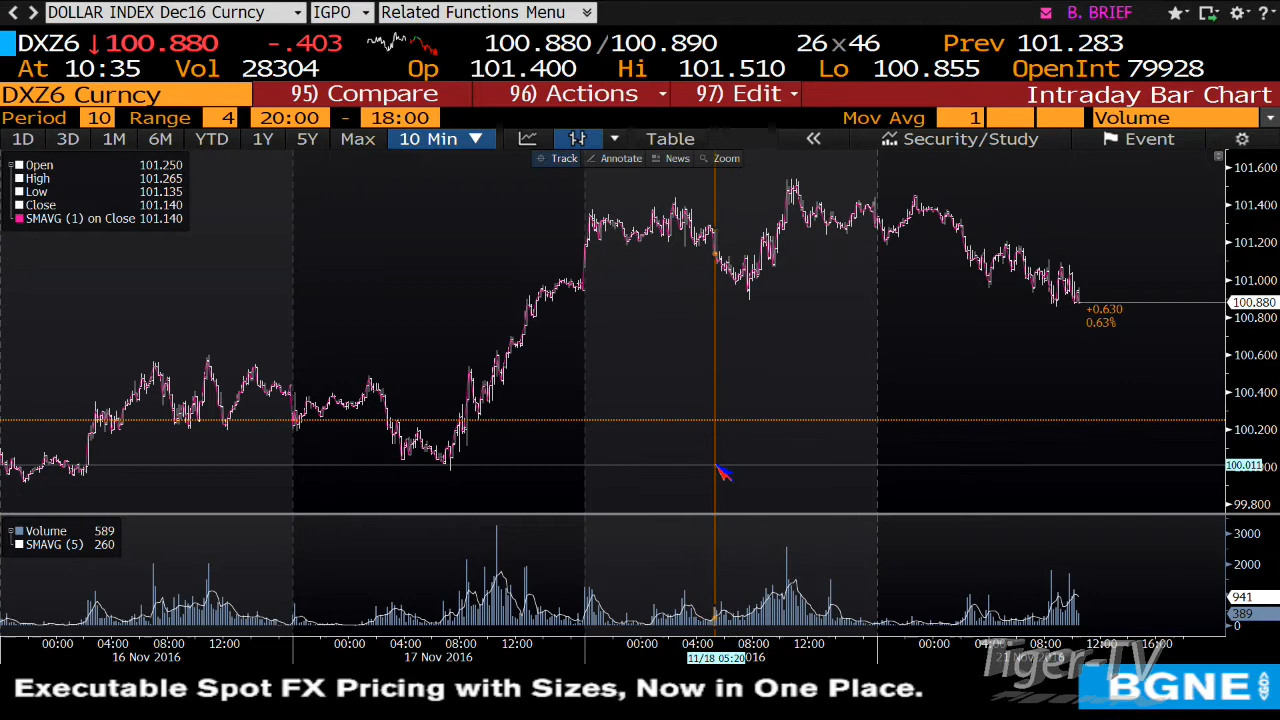 DOLLAR INDEX Dec16 Curncy IGPO Related Functions Menu B. BRIEF ?
DXZ6 ↓100.880 -.403 100.880/100.890 26x46 Prev 101.283
At 10:35 Vol 28304 Op 101.400 Hi 101.510 Lo 100.855 OpenInt 79928
DXZ6 Curncy 95) Compare 96) Actions 97) Edit Intraday Bar Chart
Period 10 Range 4 20:00 - 18:00 Mov Avg 1 Volume
1D 3D 1M 6M YTD 1Y 5Y Max 10 Min Table « Security/Study Event
Track Annotate News Zoom
Open 101.250
High 101.265
Low 101.135
Close 101.140
SMAVG (1) on Close 101.140
101.600
101.400
101.200
101.000
100.880
+0.630
0.63%
100.800
100.600
100.400
100.200
100.011
99.800
Volume 589
SMAVG (5) 260
3000
2000
941
389
0
00:00 04:00 08:00 12:00 00:00 04:00 08:00 12:00 00:00 04:00 08:00 12:00 00:00 04:00 08:00 12:00 16:00
16 Nov 2016 17 Nov 2016 11/18 05:20 016 21 Nov 2016
Tiger-TV
Executable Spot FX Pricing with Sizes, Now in One Place. BGNE <GO>